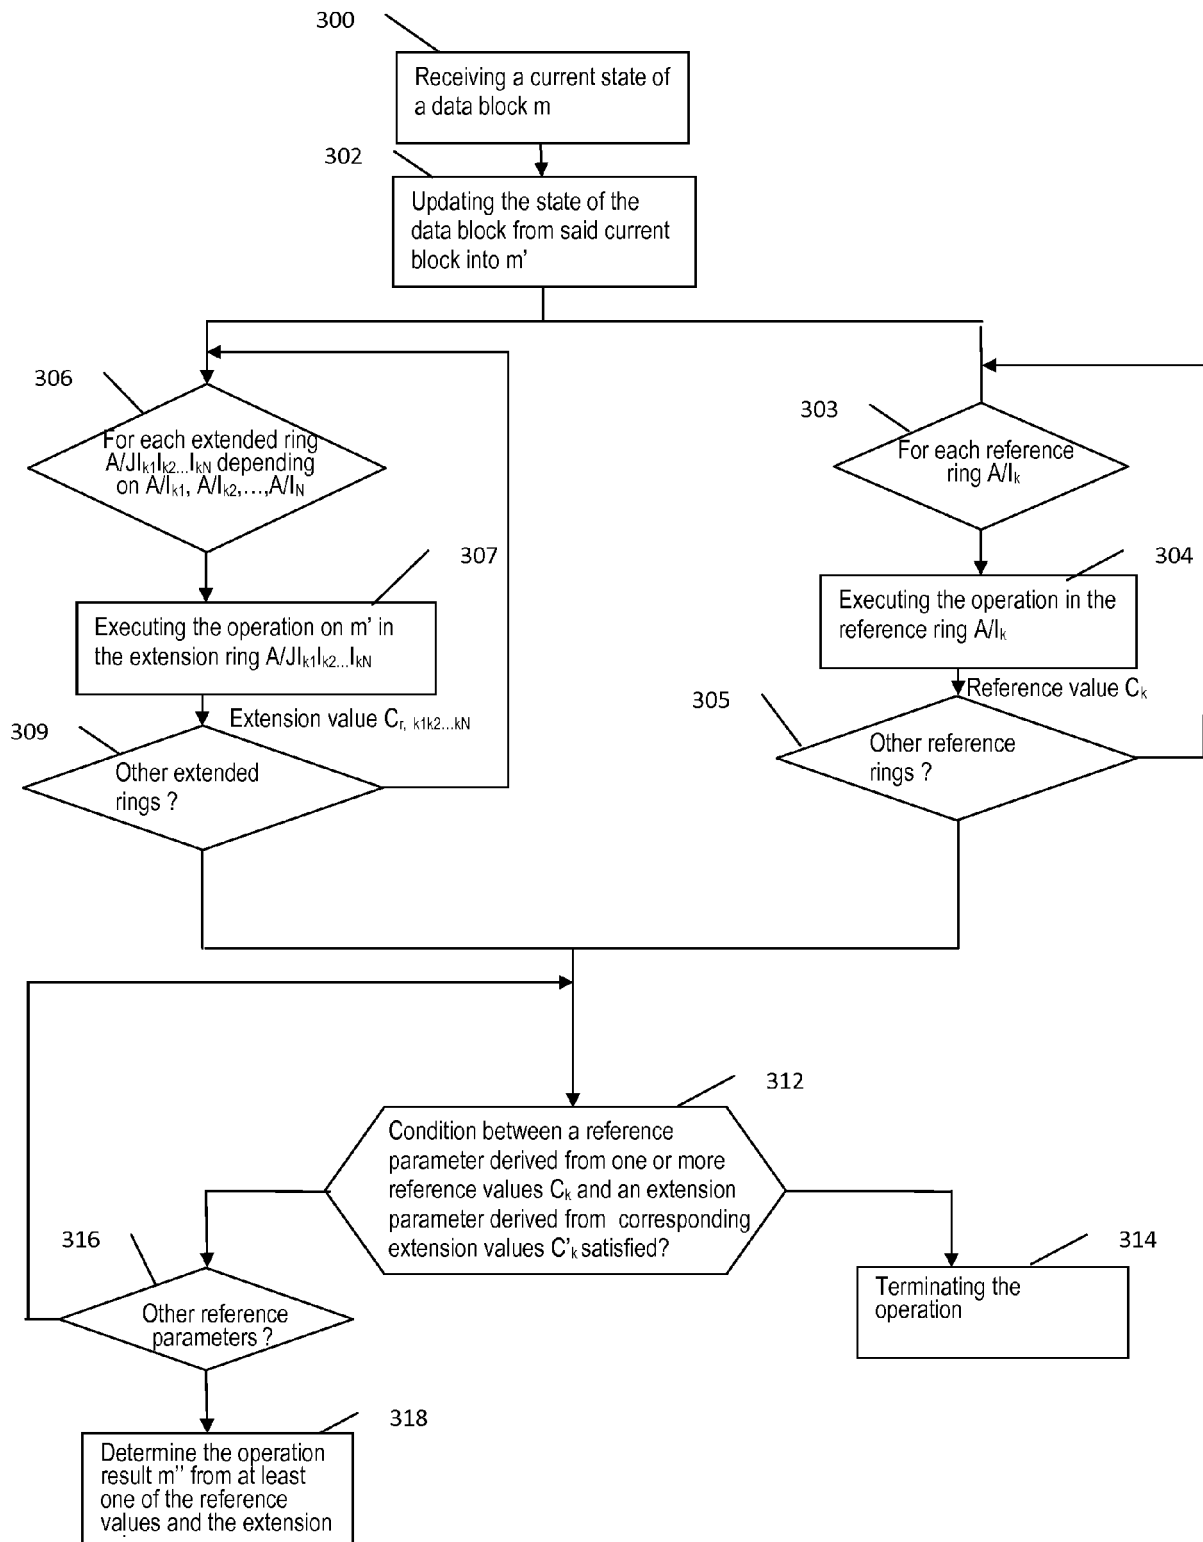 300
Receiving a current state of
a data block m
302
Updating the state of the
data block from said current
block into m’
306
For each extended ring
A/JIk1Ik2...IkN depending
on A/Ik1, A/Ik2,…,A/IN
303
For each reference
ring A/Ik
307
Executing the operation on m’ in
the extension ring A/JIk1Ik2...IkN
304
Executing the operation in the
reference ring A/Ik
Extension value Cr, k1k2...kN
Reference value Ck
309
Other extended
rings ?
305
Other reference
rings ?
312
Condition between a reference
parameter derived from one or more
reference values Ck and an extension
parameter derived from corresponding
extension values C’k satisfied?
316
Other reference
parameters ?
314
Terminating the
operation
318
Determine the operation
result m’’ from at least
one of the reference
values and the extension